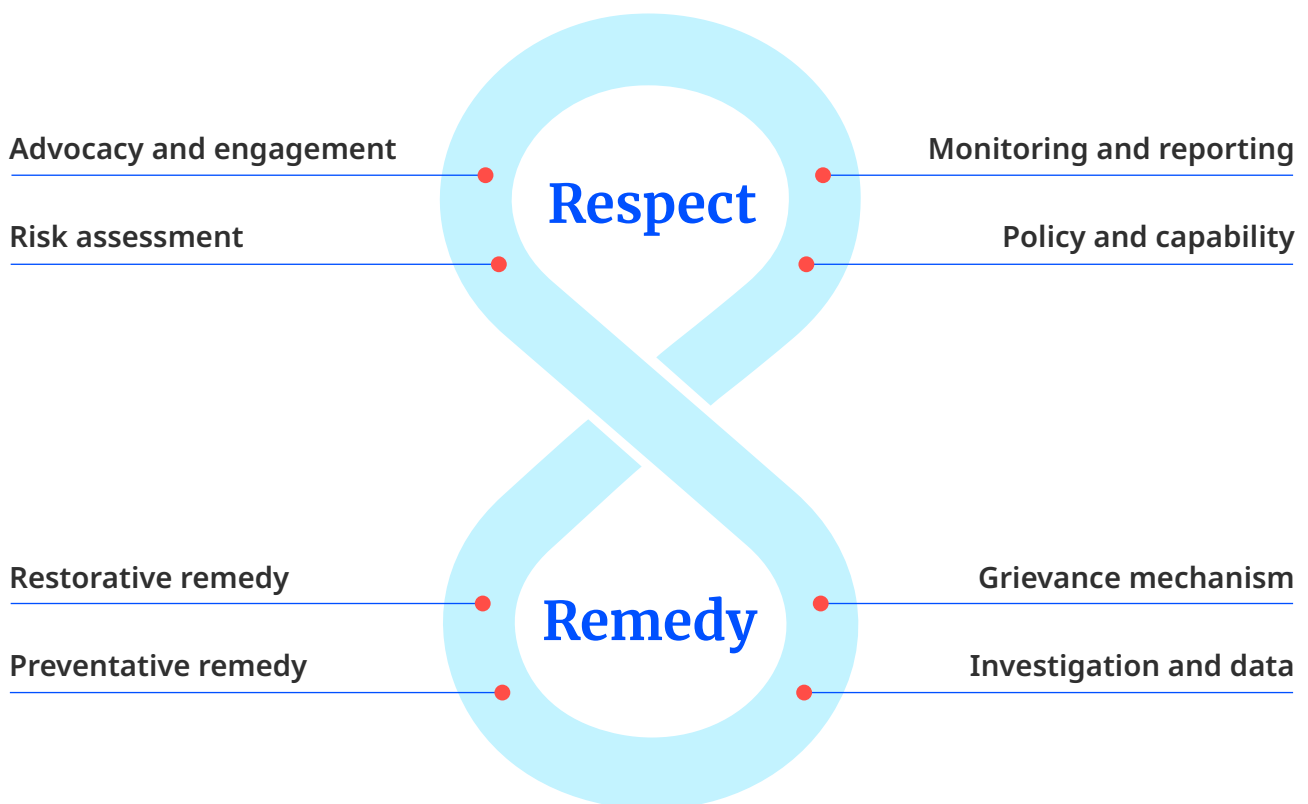 Advocacy and engagement
Monitoring and reporting
Respect
Risk assessment
Policy and capability
Restorative remedy
Grievance mechanism
Remedy
Preventative remedy
Investigation and data